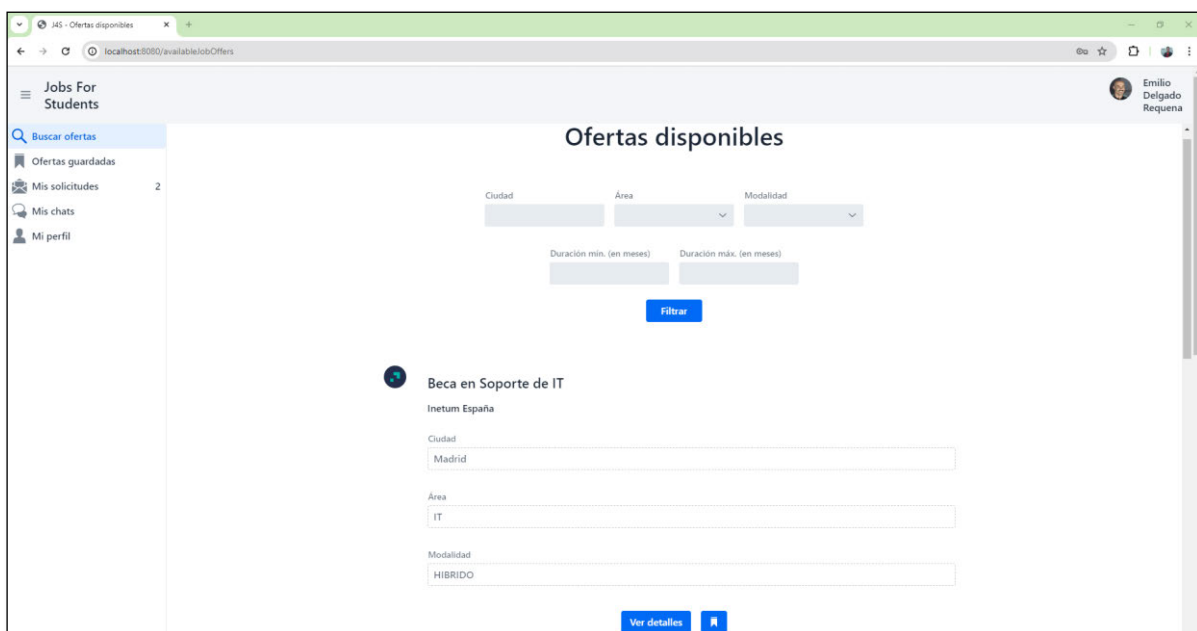 J4S - Ofertas disponibles
localhost:8080/availableJobOffers
Jobs For
Students
Emilio
Delgado
Requena
Buscar ofertas
Ofertas guardadas
Mis solicitudes 2
Mis chats
Mi perfil
Ofertas disponibles
Ciudad Área Modalidad
Duración mín. (en meses) Duración máx. (en meses)
Filtrar
Beca en Soporte de IT
Inetum España
Ciudad
Madrid
Área
IT
Modalidad
HIBRIDO
Ver detalles